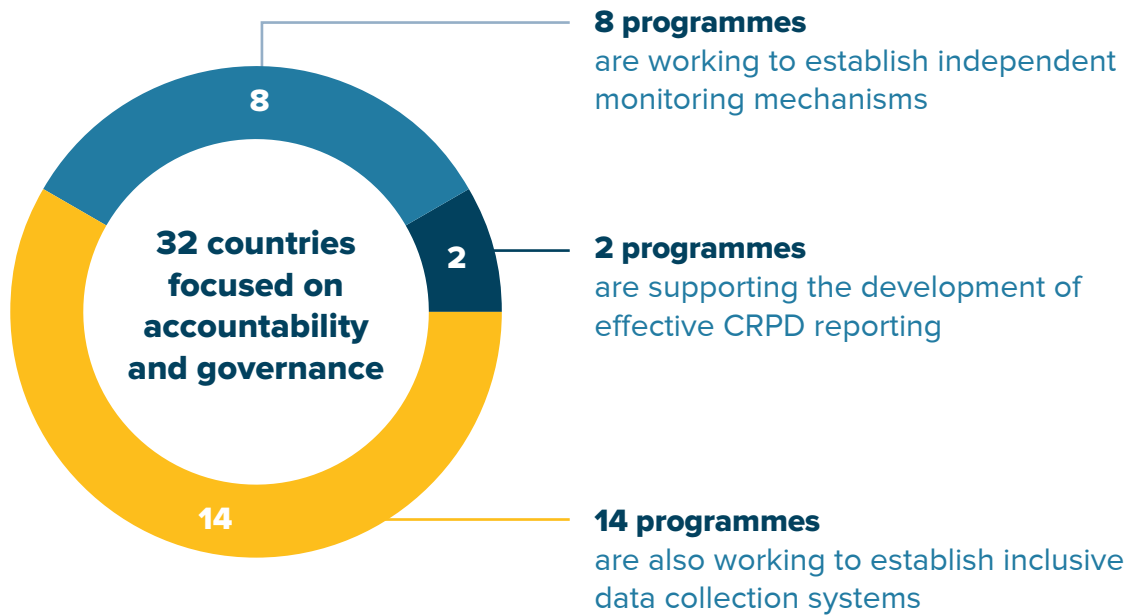 8 programmes
are working to establish independent
monitoring mechanisms
8
32 countries
focused on
accountability
and governance
2
2 programmes
are supporting the development of
effective CRPD reporting
14
14 programmes
are also working to establish inclusive
data collection systems